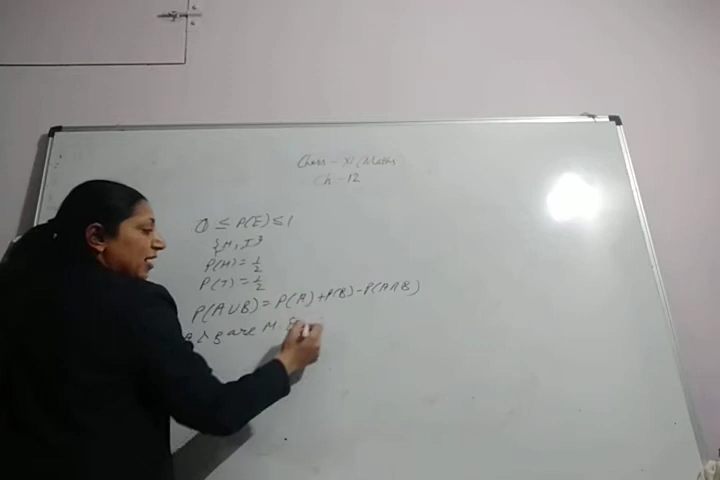 Class - XI (Maths
Ch - 12
0 ≤ P(E) ≤ 1
{H, T}
P(H) = 1/2
P(T) = 1/2
P(A∪B) = P(A) + P(B) - P(A∩B)
B are M. E